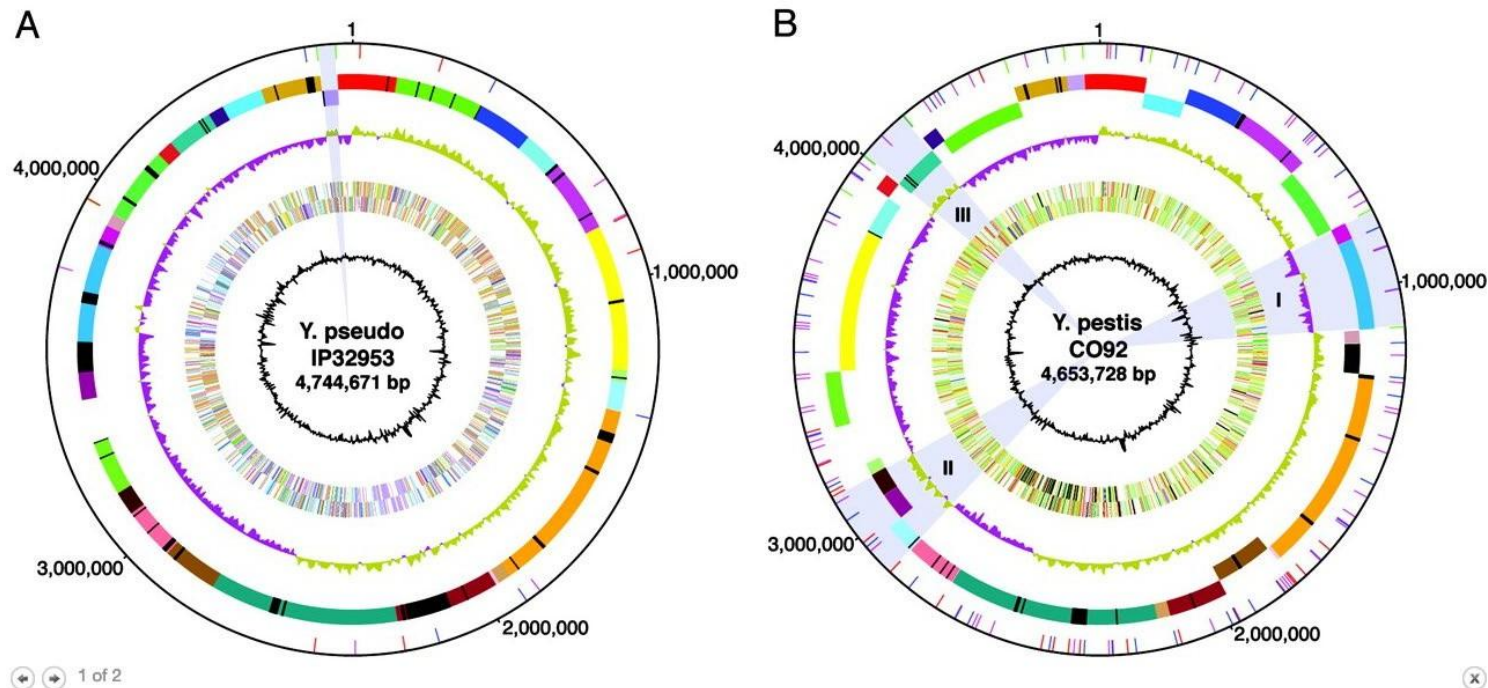 A
1
1,000,000
2,000,000
3,000,000
4,000,000
Y. pseudo
IP32953
4,744,671 bp
B
1
1,000,000
2,000,000
3,000,000
4,000,000
I
II
III
Y. pestis
CO92
4,653,728 bp
1 of 2
X